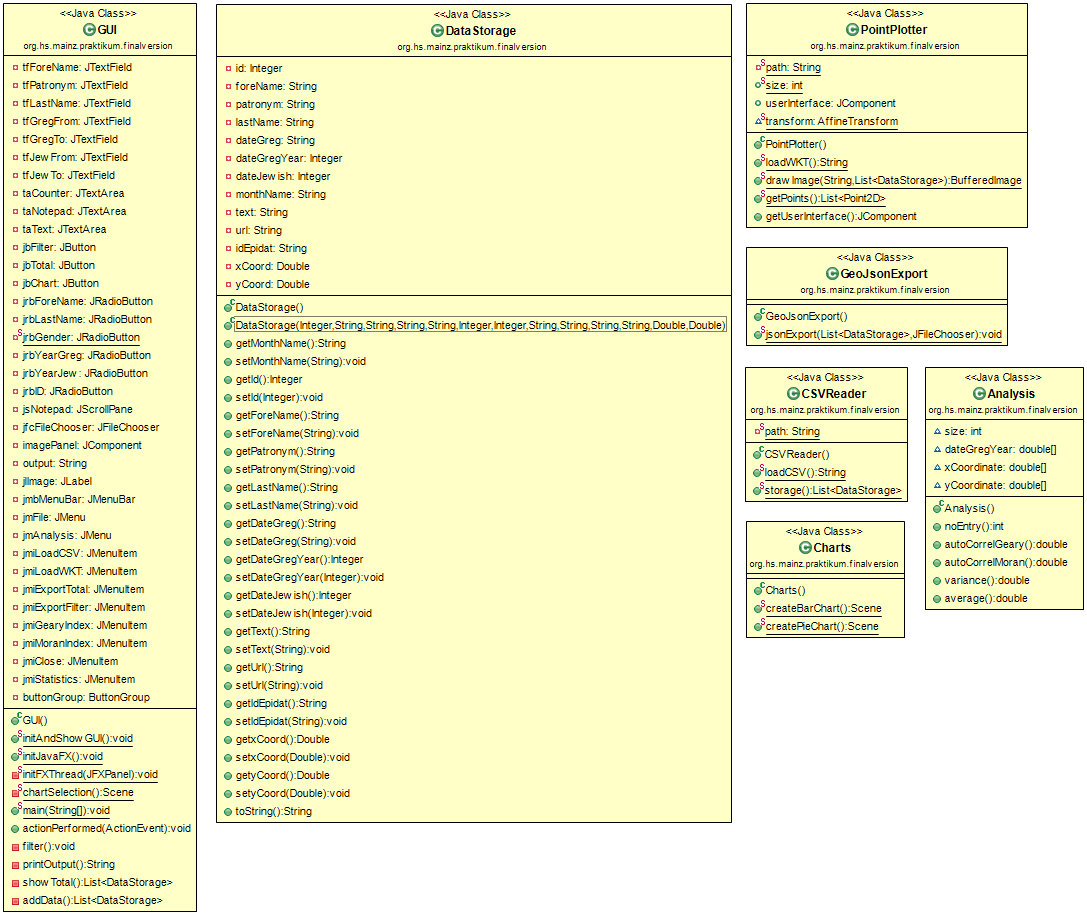 <<Java Class>>
GUI
org.hs.mainz.praktikum.finalversion
tfForeName: JTextField
tfPatronym: JTextField
tfLastName: JTextField
tfGregFrom: JTextField
tfGregTo: JTextField
tfJewFrom: JTextField
tfJewTo: JTextField
taCounter: JTextArea
taNotepad: JTextArea
taText: JTextArea
jbFilter: JButton
jbTotal: JButton
jbChart: JButton
jrbForeName: JRadioButton
jrbLastName: JRadioButton
jrbGender: JRadioButton
jrbYearGreg: JRadioButton
jrbYearJew: JRadioButton
jrbID: JRadioButton
jsNotepad: JScrollPane
jfcFileChooser: JFileChooser
imagePanel: JComponent
output: String
jlImage: JLabel
jmbMenuBar: JMenuBar
jmFile: JMenu
jmAnalysis: JMenu
jmiLoadCSV: JMenuItem
jmiLoadWKT: JMenuItem
jmiExportTotal: JMenuItem
jmiExportFilter: JMenuItem
jmiGearyIndex: JMenuItem
jmiMoranIndex: JMenuItem
jmiClose: JMenuItem
jmiStatistics: JMenuItem
buttonGroup: ButtonGroup
GUI()
initAndShowGUI():void
initJavaFX():void
initFXThread(JFXPanel):void
chartSelection():Scene
main(String[]):void
actionPerformed(ActionEvent):void
filter():void
printOutput():String
showTotal():List<DataStorage>
addData():List<DataStorage>
<<Java Class>>
DataStorage
org.hs.mainz.praktikum.finalversion
id: Integer
foreName: String
patronym: String
lastName: String
dateGreg: String
dateGregYear: Integer
dateJewish: Integer
monthName: String
text: String
url: String
idEpidat: String
xCoord: Double
yCoord: Double
DataStorage()
DataStorage(Integer,String,String,String,String,Integer,Integer,String,String,String,String,Double,Double)
getMonthName():String
setMonthName(String):void
getId():Integer
setId(Integer):void
getForeName():String
setForeName(String):void
getPatronym():String
setPatronym(String):void
getLastName():String
setLastName(String):void
getDateGreg():String
setDateGreg(String):void
getDateGregYear():Integer
setDateGregYear(Integer):void
getDateJewish():Integer
setDateJewish(Integer):void
getText():String
setText(String):void
getUrl():String
setUrl(String):void
getIdEpidat():String
setIdEpidat(String):void
getxCoord():Double
setxCoord(Double):void
getyCoord():Double
setyCoord(Double):void
toString():String
<<Java Class>>
PointPlotter
org.hs.mainz.praktikum.finalversion
path: String
size: int
userInterface: JComponent
transform: AffineTransform
PointPlotter()
loadWKT():String
drawImage(String,List<DataStorage>):BufferedImage
getPoints():List<Point2D>
getUserInterface():JComponent
<<Java Class>>
GeoJsonExport
org.hs.mainz.praktikum.finalversion
GeoJsonExport()
jsonExport(List<DataStorage>,JFileChooser):void
<<Java Class>>
CSVReader
org.hs.mainz.praktikum.finalversion
path: String
CSVReader()
loadCSV():String
storage():List<DataStorage>
<<Java Class>>
Analysis
org.hs.mainz.praktikum.finalversion
size: int
dateGregYear: double[]
xCoordinate: double[]
yCoordinate: double[]
Analysis()
noEntry():int
autoCorrelGeary():double
autoCorrelMoran():double
variance():double
average():double
<<Java Class>>
Charts
org.hs.mainz.praktikum.finalversion
Charts()
createBarChart():Scene
createPieChart():Scene